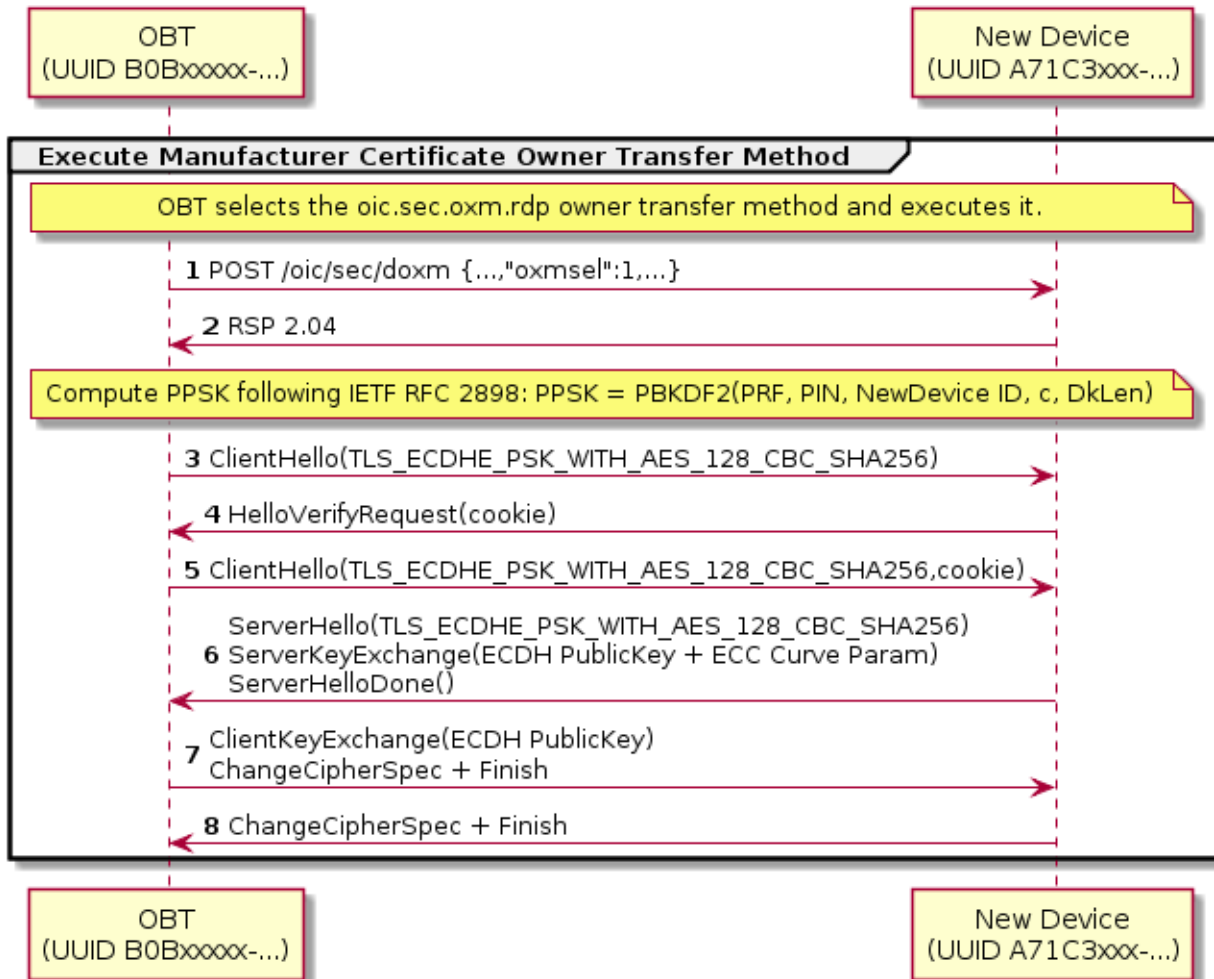 OBT
(UUID B0Bxxxxx-...)
New Device
(UUID A71C3xxx-...)
Execute Manufacturer Certificate Owner Transfer Method
OBT selects the oic.sec.oxm.rdp owner transfer method and executes it.
1 POST /oic/sec/doxm {...,"oxmsel":1,...}
2 RSP 2.04
Compute PPSK following IETF RFC 2898: PPSK = PBKDF2(PRF, PIN, NewDevice ID, c, DkLen)
3 ClientHello(TLS_ECDHE_PSK_WITH_AES_128_CBC_SHA256)
4 HelloVerifyRequest(cookie)
5 ClientHello(TLS_ECDHE_PSK_WITH_AES_128_CBC_SHA256,cookie)
ServerHello(TLS_ECDHE_PSK_WITH_AES_128_CBC_SHA256)
6 ServerKeyExchange(ECDH PublicKey + ECC Curve Param)
ServerHelloDone()
7 ClientKeyExchange(ECDH PublicKey)
ChangeCipherSpec + Finish
8 ChangeCipherSpec + Finish
OBT
(UUID B0Bxxxxx-...)
New Device
(UUID A71C3xxx-...)